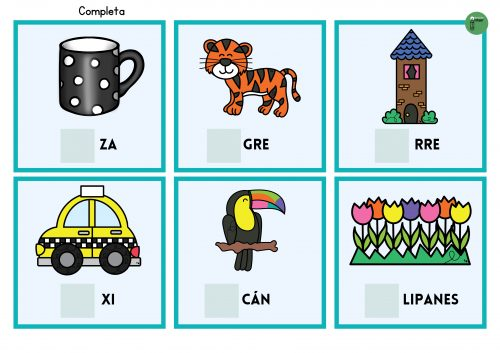 Completa
ZA
GRE
RRE
XI
CÁN
LIPANES